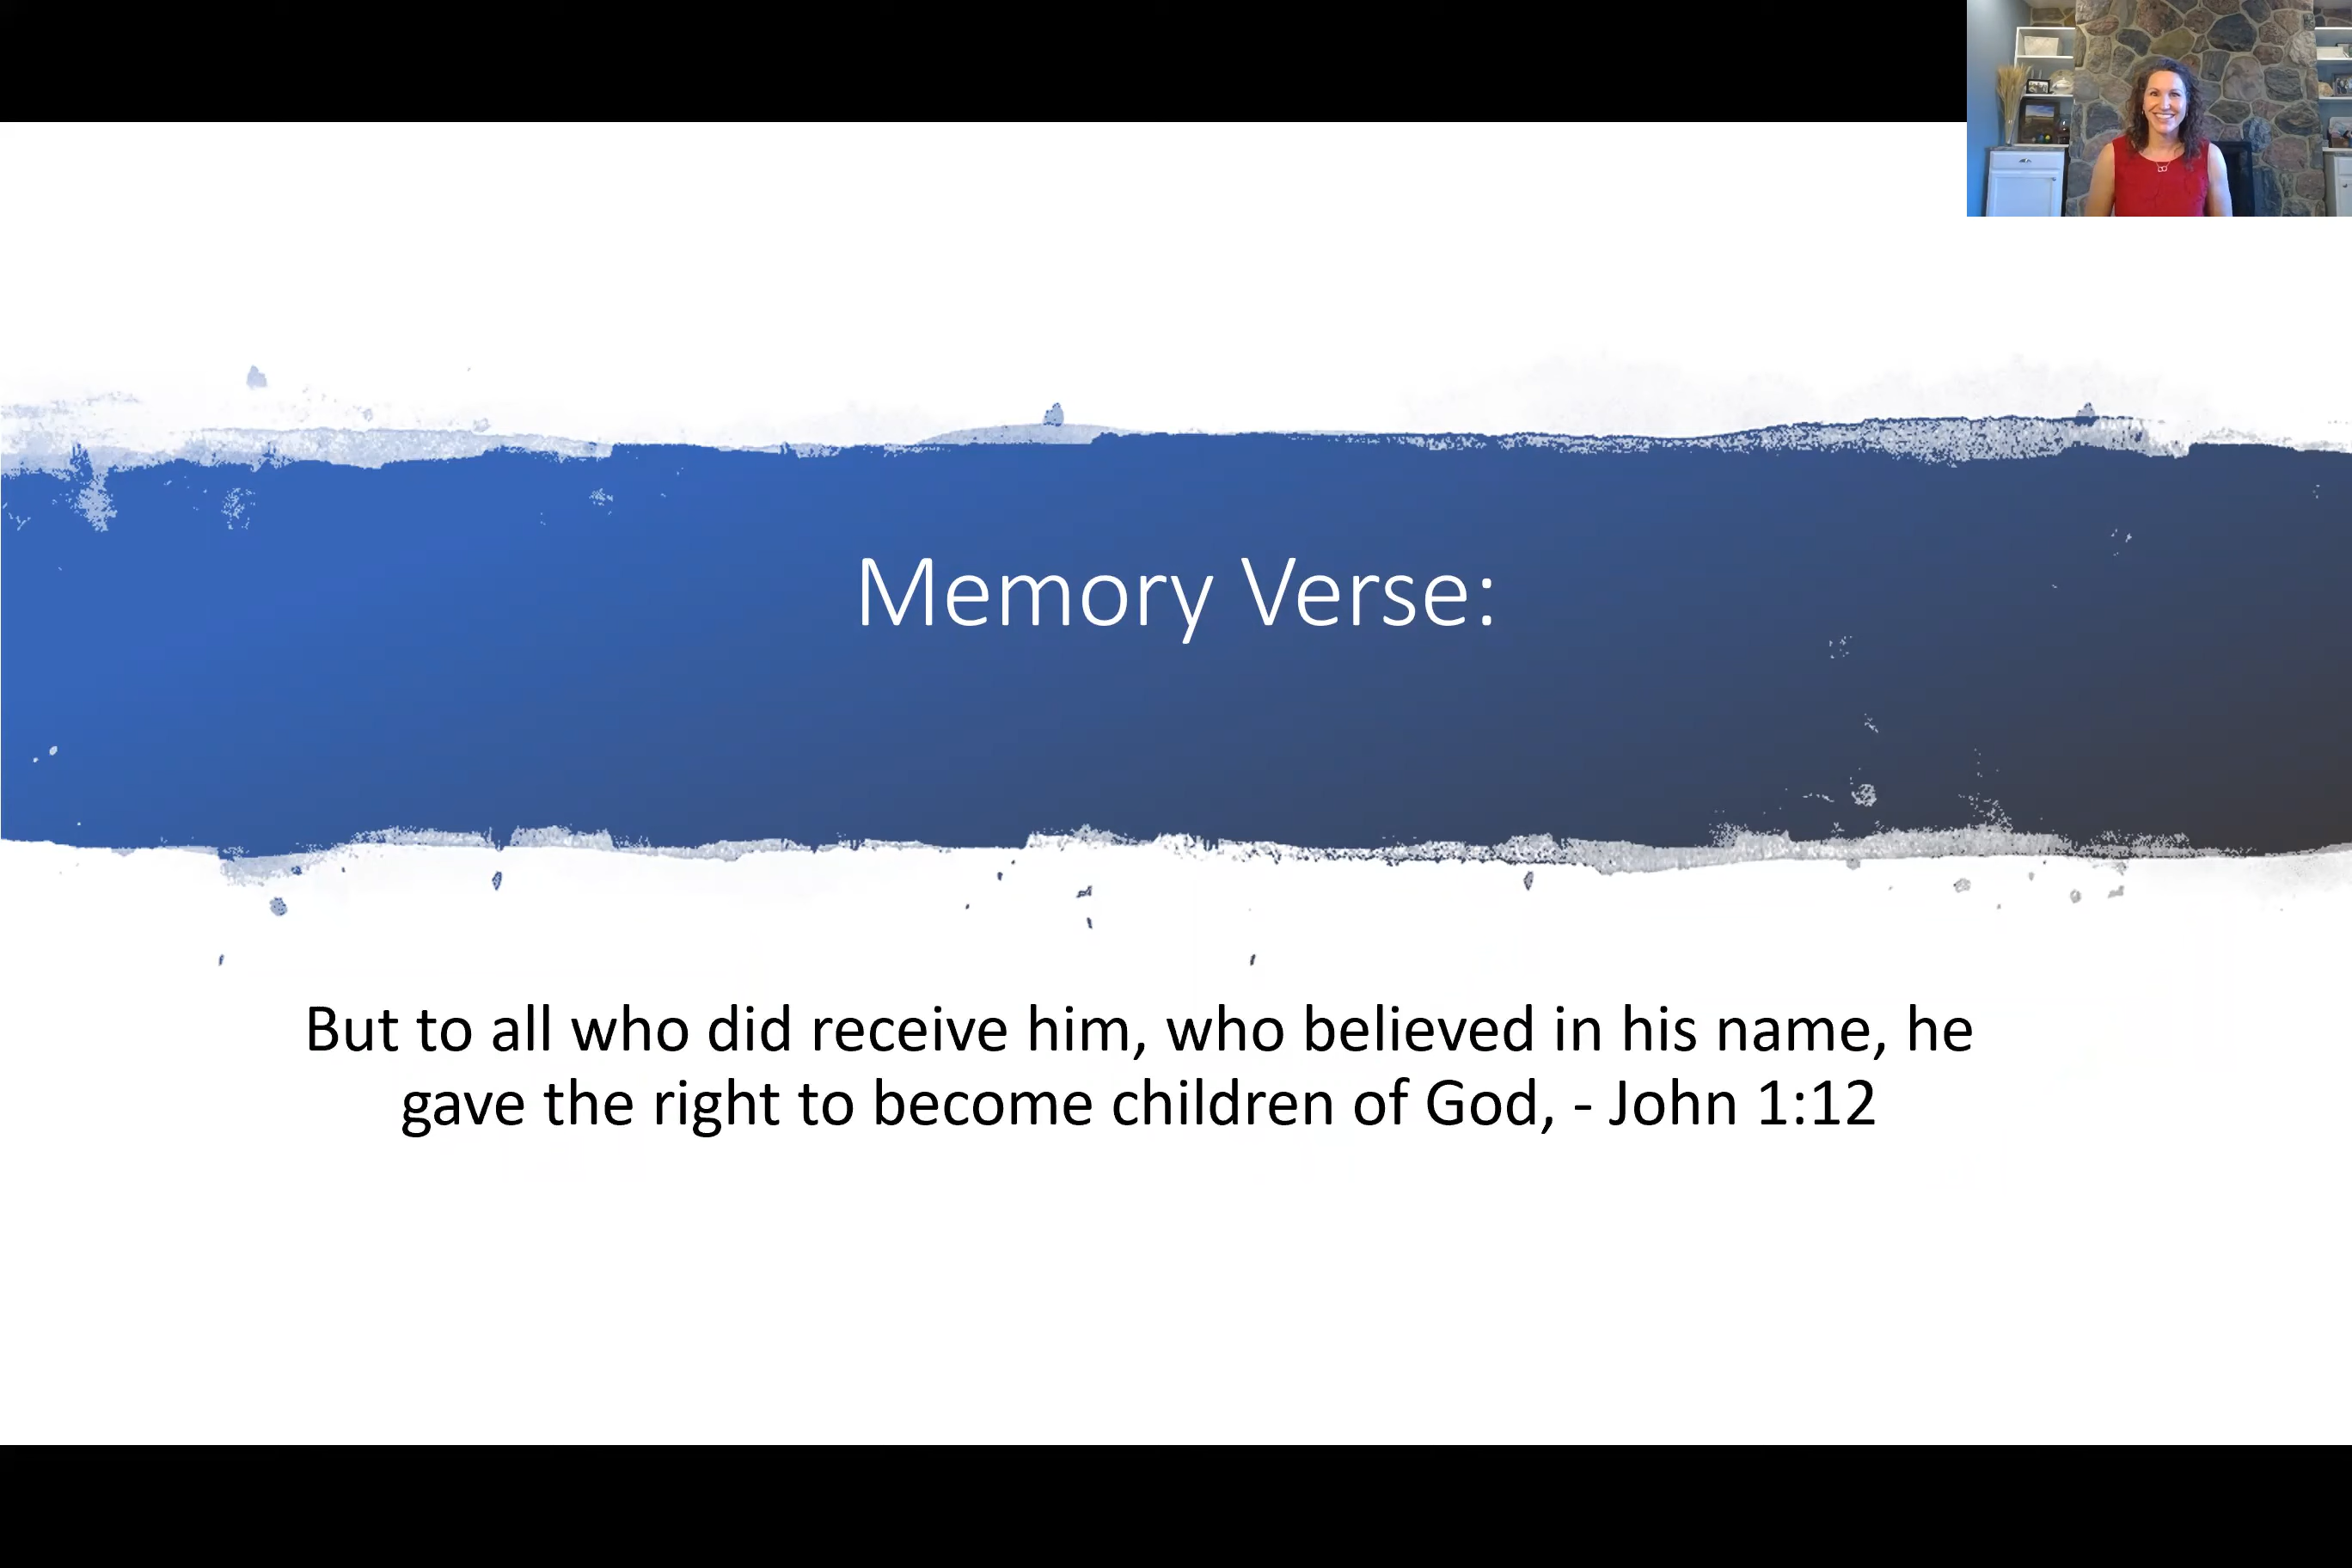 Memory Verse:
But to all who did receive him, who believed in his name, he
gave the right to become children of God, - John 1:12